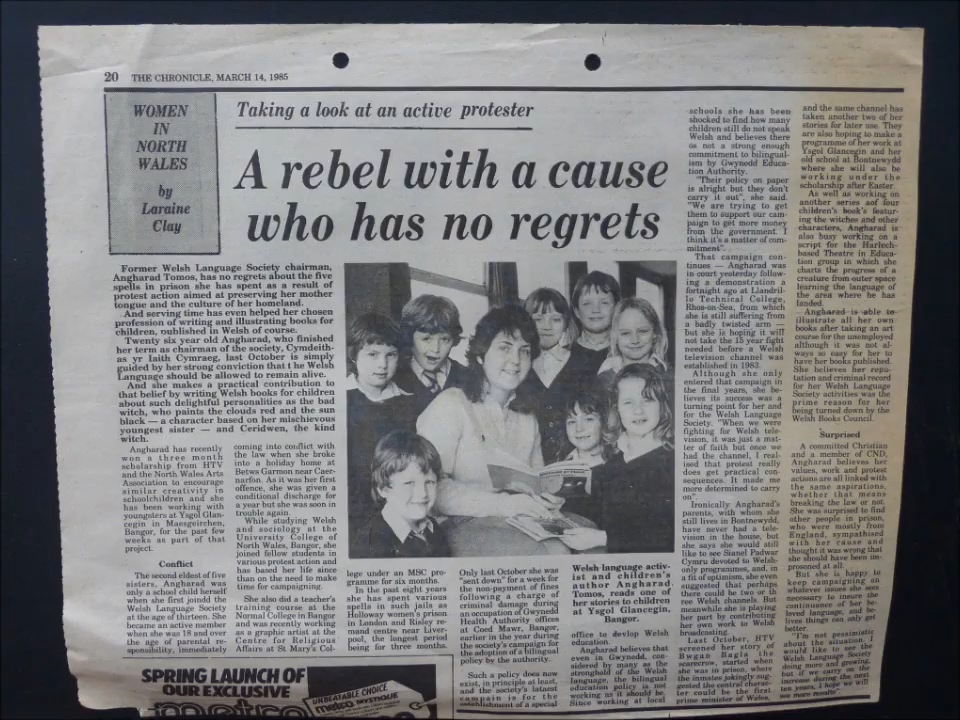 20 THE CHRONICLE, MARCH 14, 1985
WOMEN
IN
NORTH
WALES
by
Laraine
Clay
Taking a look at an active protester
A rebel with a cause
who has no regrets
Former Welsh Language Society chairman,
Angharad Tomos, has no regrets about the five
spells in prison she has spent as a result of
protest action aimed at preserving her mother
tongue and the culture of her homeland.
And serving time has even helped her chosen
profession of writing and illustrating books for
children, published in Welsh of course.
Twenty six year old Angharad, who finished
her term as chairman of the society, Cymdeith-
as yr Iaith Cymraeg, last October is simply
guided by her strong conviction that the Welsh
Language should be allowed to remain alive.
And she makes a practical contribution to
that belief by writing Welsh books for children
about such delightful personalities as the bad
witch, who paints the clouds red and the sun
black — a character based on her mischievous
youngest sister — and Ceridwen, the kind
witch.
Angharad has recently
won a three month
scholarship from HTV
and the North Wales Arts
Association to encourage
similar creativity in
schoolchildren and she
has been working with
youngsters at Ysgol Glan-
cegin in Maesgeirchen,
Bangor, for the past few
weeks as part of that
project.
Conflict
The second eldest of five
sisters, Angharad was
only a school child herself
when she first joindd the
Welsh Language Society
at the age of thirteen. She
became an active member
when she was 18 and over
the age of parental re-
sponsibility, immediately
coming into conflict with
the law when she broke
into a holiday home at
Betws Garmon near Caer-
narfon. As it was her first
offence, she was given a
conditional discharge for
a year but she was soon in
trouble again.
While studying Welsh
and sociology at the
University College of
North Wales, Bangor, she
joined fellow students in
various protest action and
has based her life since
than on the need to make
time for campaigning.
She also did a teacher's
training course at the
Normal College in Bangor
and was recently working
as a graphic artist at the
Centre for Religious
Affairs at St Mary's Col-
lege under an MSC pro-
gramme for six months.
In the past eight years
she has spent various
spells in such jails as
Holloway women's prison
in London and Risley re-
mand centre near Liver-
pool, the longest period
being for three months.
Only last October she was
"sent down" for a week for
the non-payment of fines
following a charge of
criminal damage during
an occupation of Gwynedd
Health Authority offices
at Coed Mawr, Bangor,
earlier in the year during
the society's campaign for
the adoption of a bilingual
policy by the authority.
Such a policy does now
exist, in principle at least,
and the society's latest
campaign is for the
establishment of a special
Welsh language activ-
ist and children's
author Angharad
Tomos, reads one of
her stories to children
at Ysgol Glancegin,
Bangor.
office to develop Welsh
education.
Angharad believes that
even in Gwynedd, con-
sidered by many as the
stronghold of the Welsh
language, the bilingual
education policy is not
working as it should be.
Since working at local
schools she has been
shocked to find how many
children still do not speak
Welsh and believes there
os not a strong enough
commitment to bilingual-
ism by Gwynedd Educa-
tion Authority.
"Their policy on paper
is alright but they don't
carry it out", she said.
"We are trying to get
them to support our cam-
paign to get more money
from the government. I
think it's a matter of com-
mitment".
That campaign con-
tinues — Angharad was
in court yesterday follow-
ing a demonstration a
fortnight ago at Llandril-
lo Technical College,
Rhos-on-Sea, from which
she is still suffering from
a badly twisted arm —
but she is hoping it will
not take the 15 year fight
needed before a Welsh
television channel was
established in 1983.
Although she only
entered that campaign in
the final years, she be-
lieves its success was a
turning point for her and
for the Welsh Language
Society. "When we were
fighting for Welsh tele-
vision, it was just a mat-
ter of faith but once we
had the channel, I real-
ised that protest really
does get practical con-
sequences. It made me
more determined to carry
on".
Ironically Angharad's
parents, with whom she
still lives in Bontnewydd,
have never had a tele-
vision in the house, but
she says she would still
like to see Sianel Padwar
Cymru devoted to Welsh-
only programmes, and, in
a fit of optimism, she even
suggested that perhaps
there could be two or th
ree Welsh channels. But
meanwhile she is playing
her part by contributing
her own work to Welsh
broadcasting.
Last October, HTV
screened her story of
Bwgan Bagla the
scarecrow, started when
she was in prison, where
the inmates jokingly sug-
gested the control charac-
ter could be the first
prime minister of Wales,
and the same channel has
taken another two of her
stories for later use. They
are also hoping to make a
programme of her work at
Ysgol Glancegin and her
old school at Bontnewydd
where she will also be
working under the
scholarship after Easter.
As well as working on
another series aof four
children's book's featur-
ing the witches and other
characters, Angharad is
also busy working on a
script for the Harlech-
based Theatre in Educa-
tion group in which she
charts the progress of a
creature from outer space
learning the language of
the area where he has
landed.
Angharad is able to
illustrate all her own
books after taking an art
course for the unemployed
although it was not al-
ways so easy for her to
have her books published.
She believes her repu-
tation and criminal record
for her Welsh Language
Society activities was the
prime reason for her
being turned down by the
Welsh Books Council.
Surprised
A committed Christian
and a member of CND,
Angharad believes her
values, work and protest
actions are all linked with
the same aspirations,
whether that means
breaking the law or not.
She was surprised to find
other people in prison,
who were mostly from
England, sympathised
with her cause and
thought it was wrong that
she should have been im-
prisoned at all.
But she is happy to
keep campaigning on
whatever issues she sees
necessary to insure the
continuance of her be-
loved language, and be-
lieves things can only get
better.
"I'm not pessimistic
about the situation. I
would like to see the
Welsh Language Society
doing more and growing,
but if we carry on the
increase during the next
ten years, I hope we will
see more results"
SPRING LAUNCH OF
OUR EXCLUSIVE
metro
UNBEATABLE CHOICE
metro MYSTIQUE